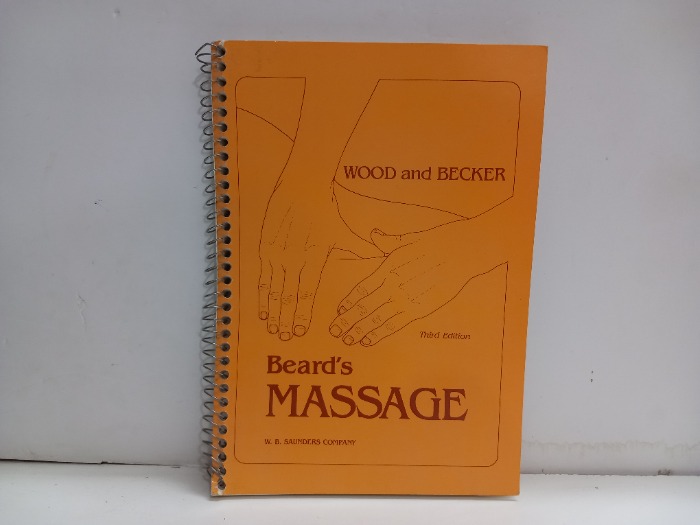 WOOD and BECKER
Third Edition
Beard's
MASSAGE
W. B. SAUNDERS COMPANY